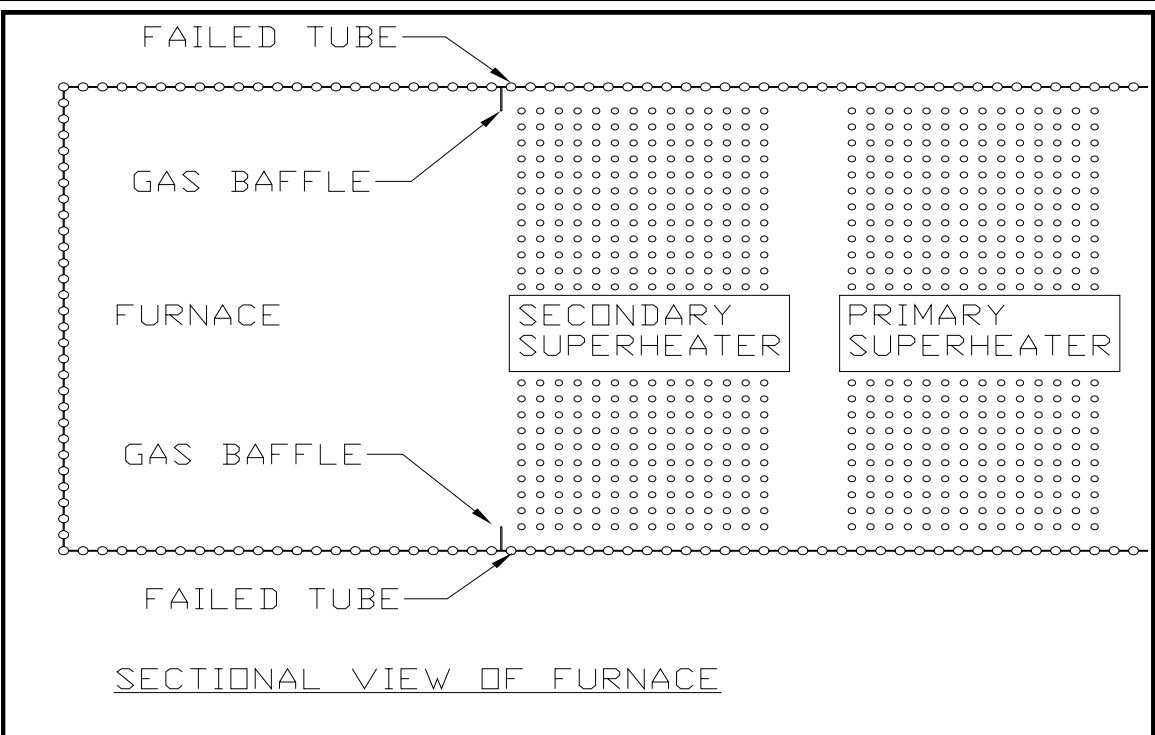 FAILED TUBE
GAS BAFFLE
FURNACE
SECONDARY
SUPERHEATER
PRIMARY
SUPERHEATER
GAS BAFFLE
FAILED TUBE
SECTIONAL VIEW OF FURNACE